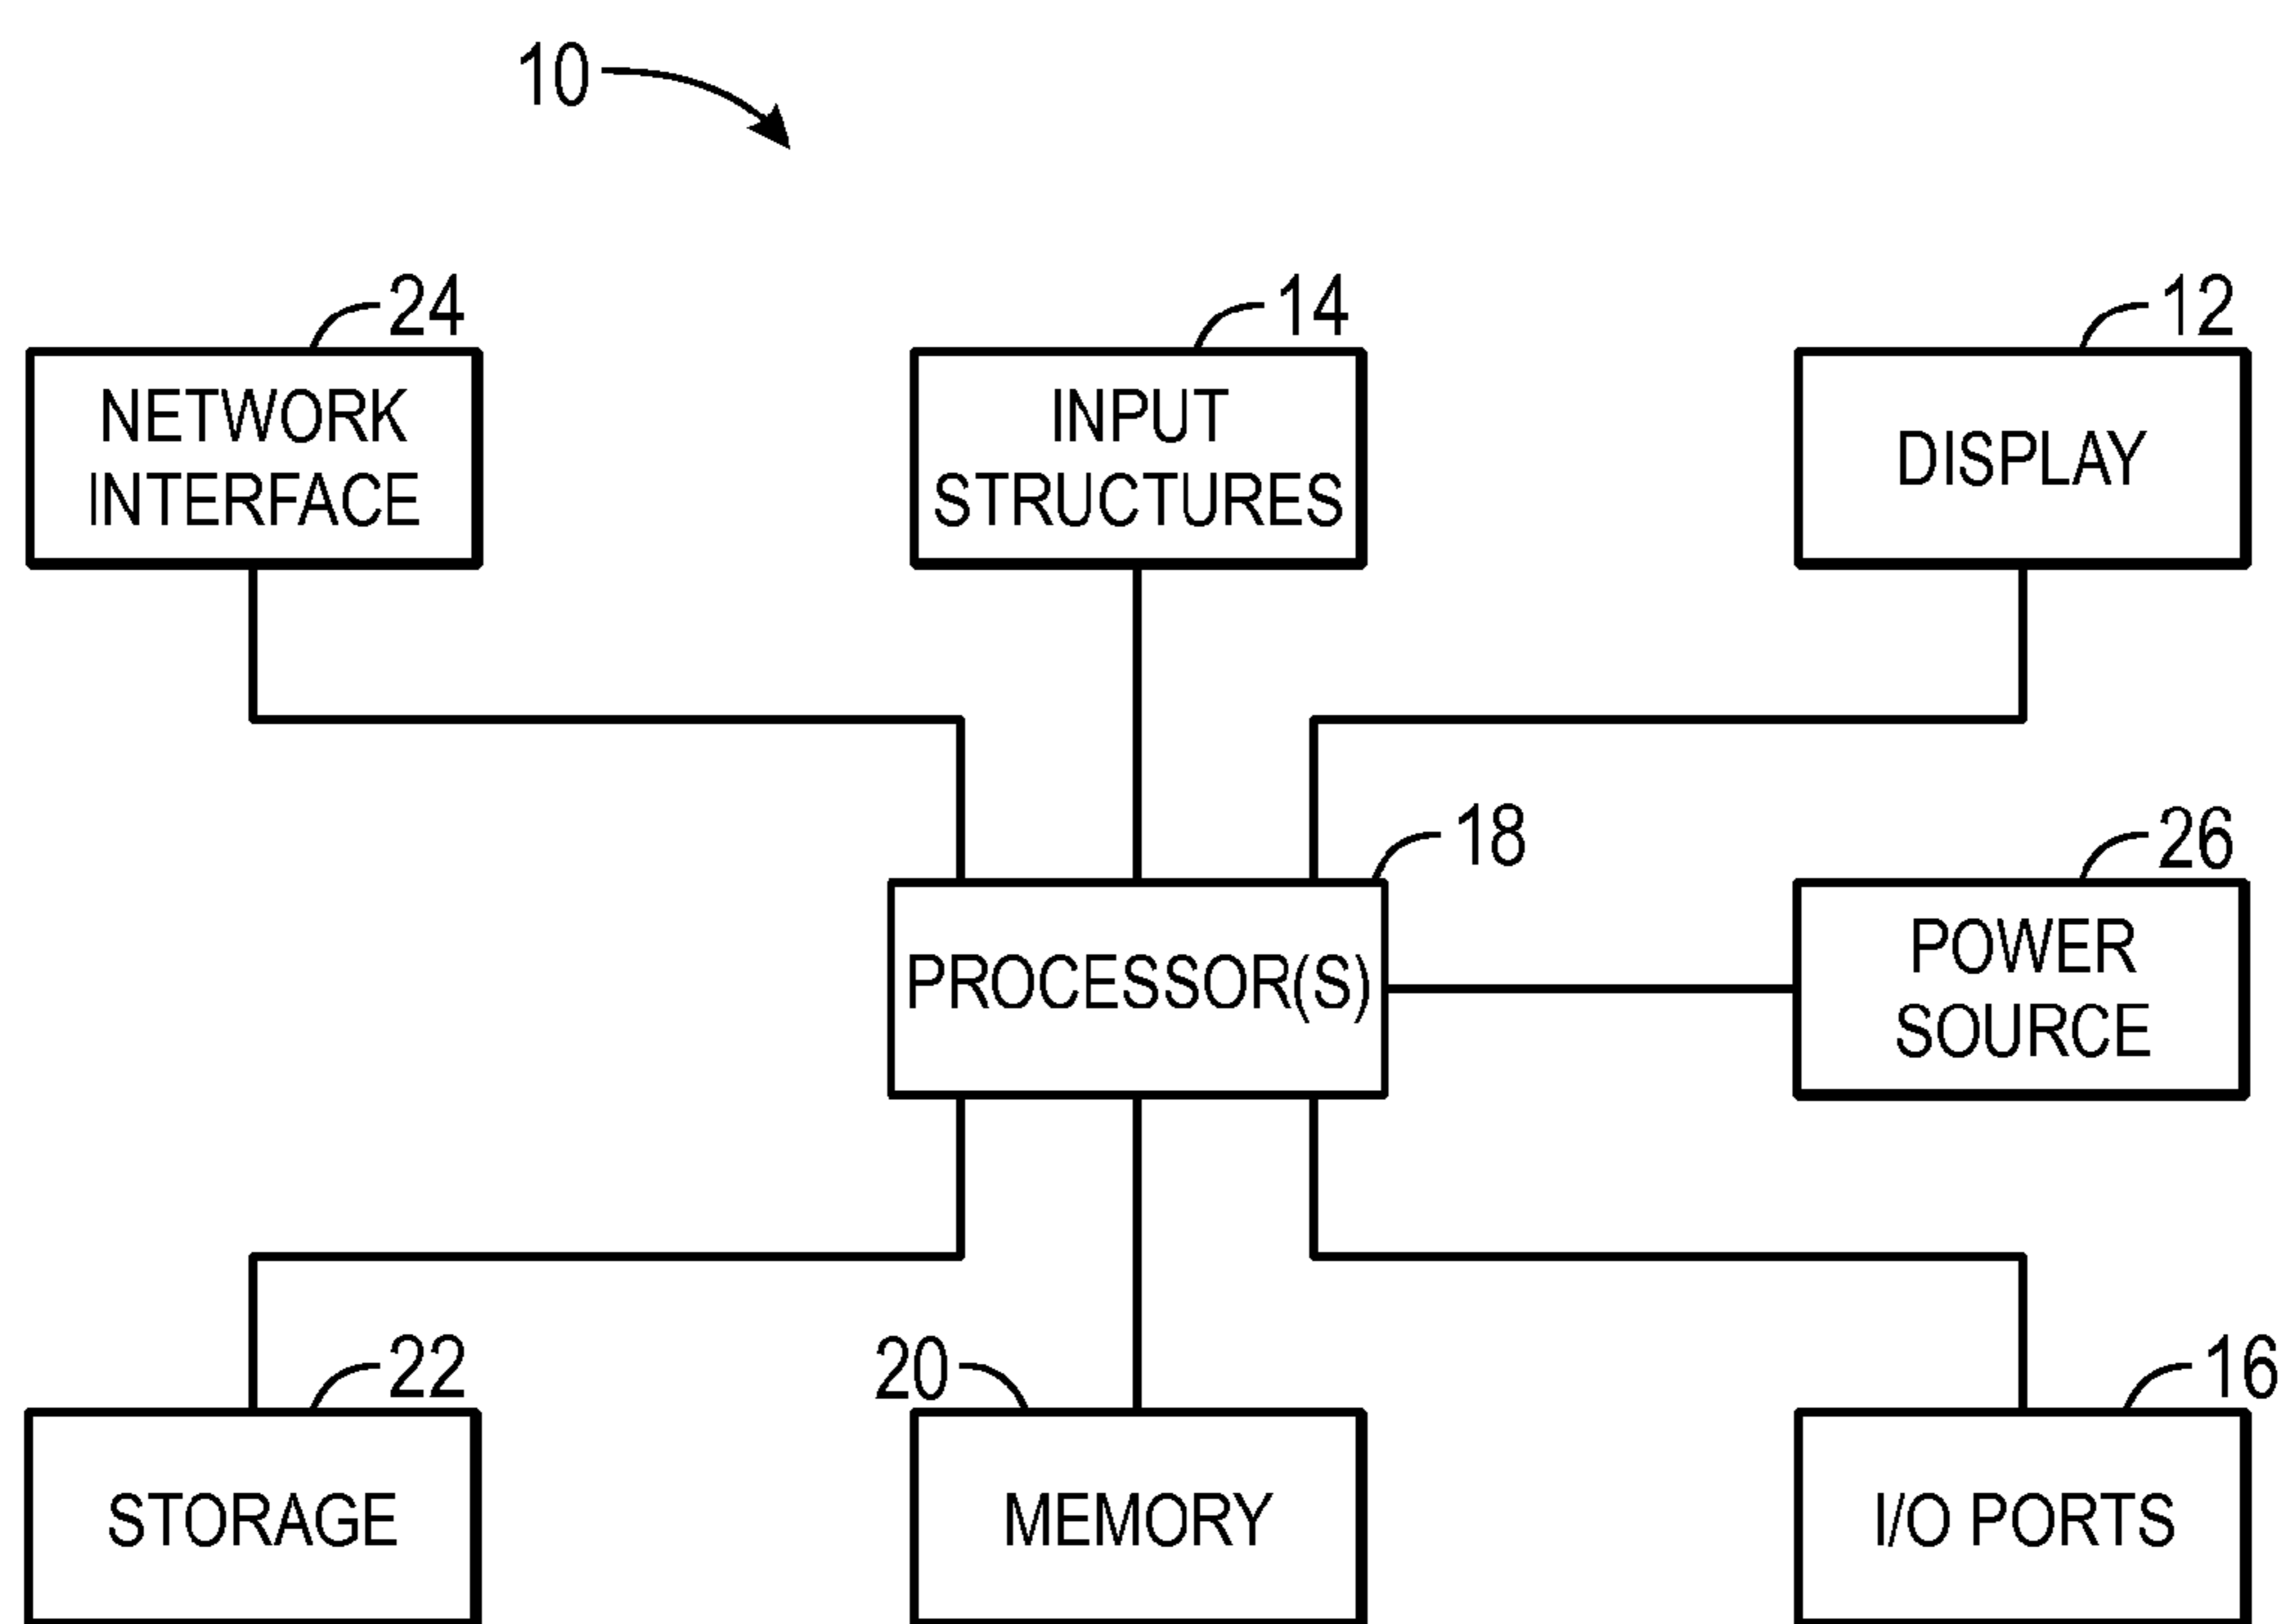 10
24
14
12
NETWORK
INTERFACE
INPUT
STRUCTURES
DISPLAY
18
26
PROCESSOR(S)
POWER
SOURCE
22
20
16
STORAGE
MEMORY
I/O PORTS